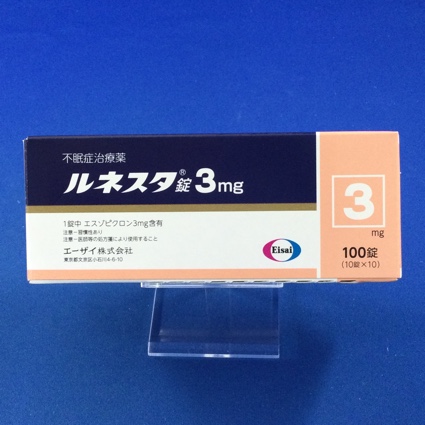 不眠症治療薬
ルネスタ®錠3mg
1錠中 エスゾピクロン3mg含有
注意-習慣性あり
注意-医師等の処方箋により使用すること
エーザイ株式会社
東京都文京区小石川4-6-10
Eisai
3
mg
100錠
(10錠×10)